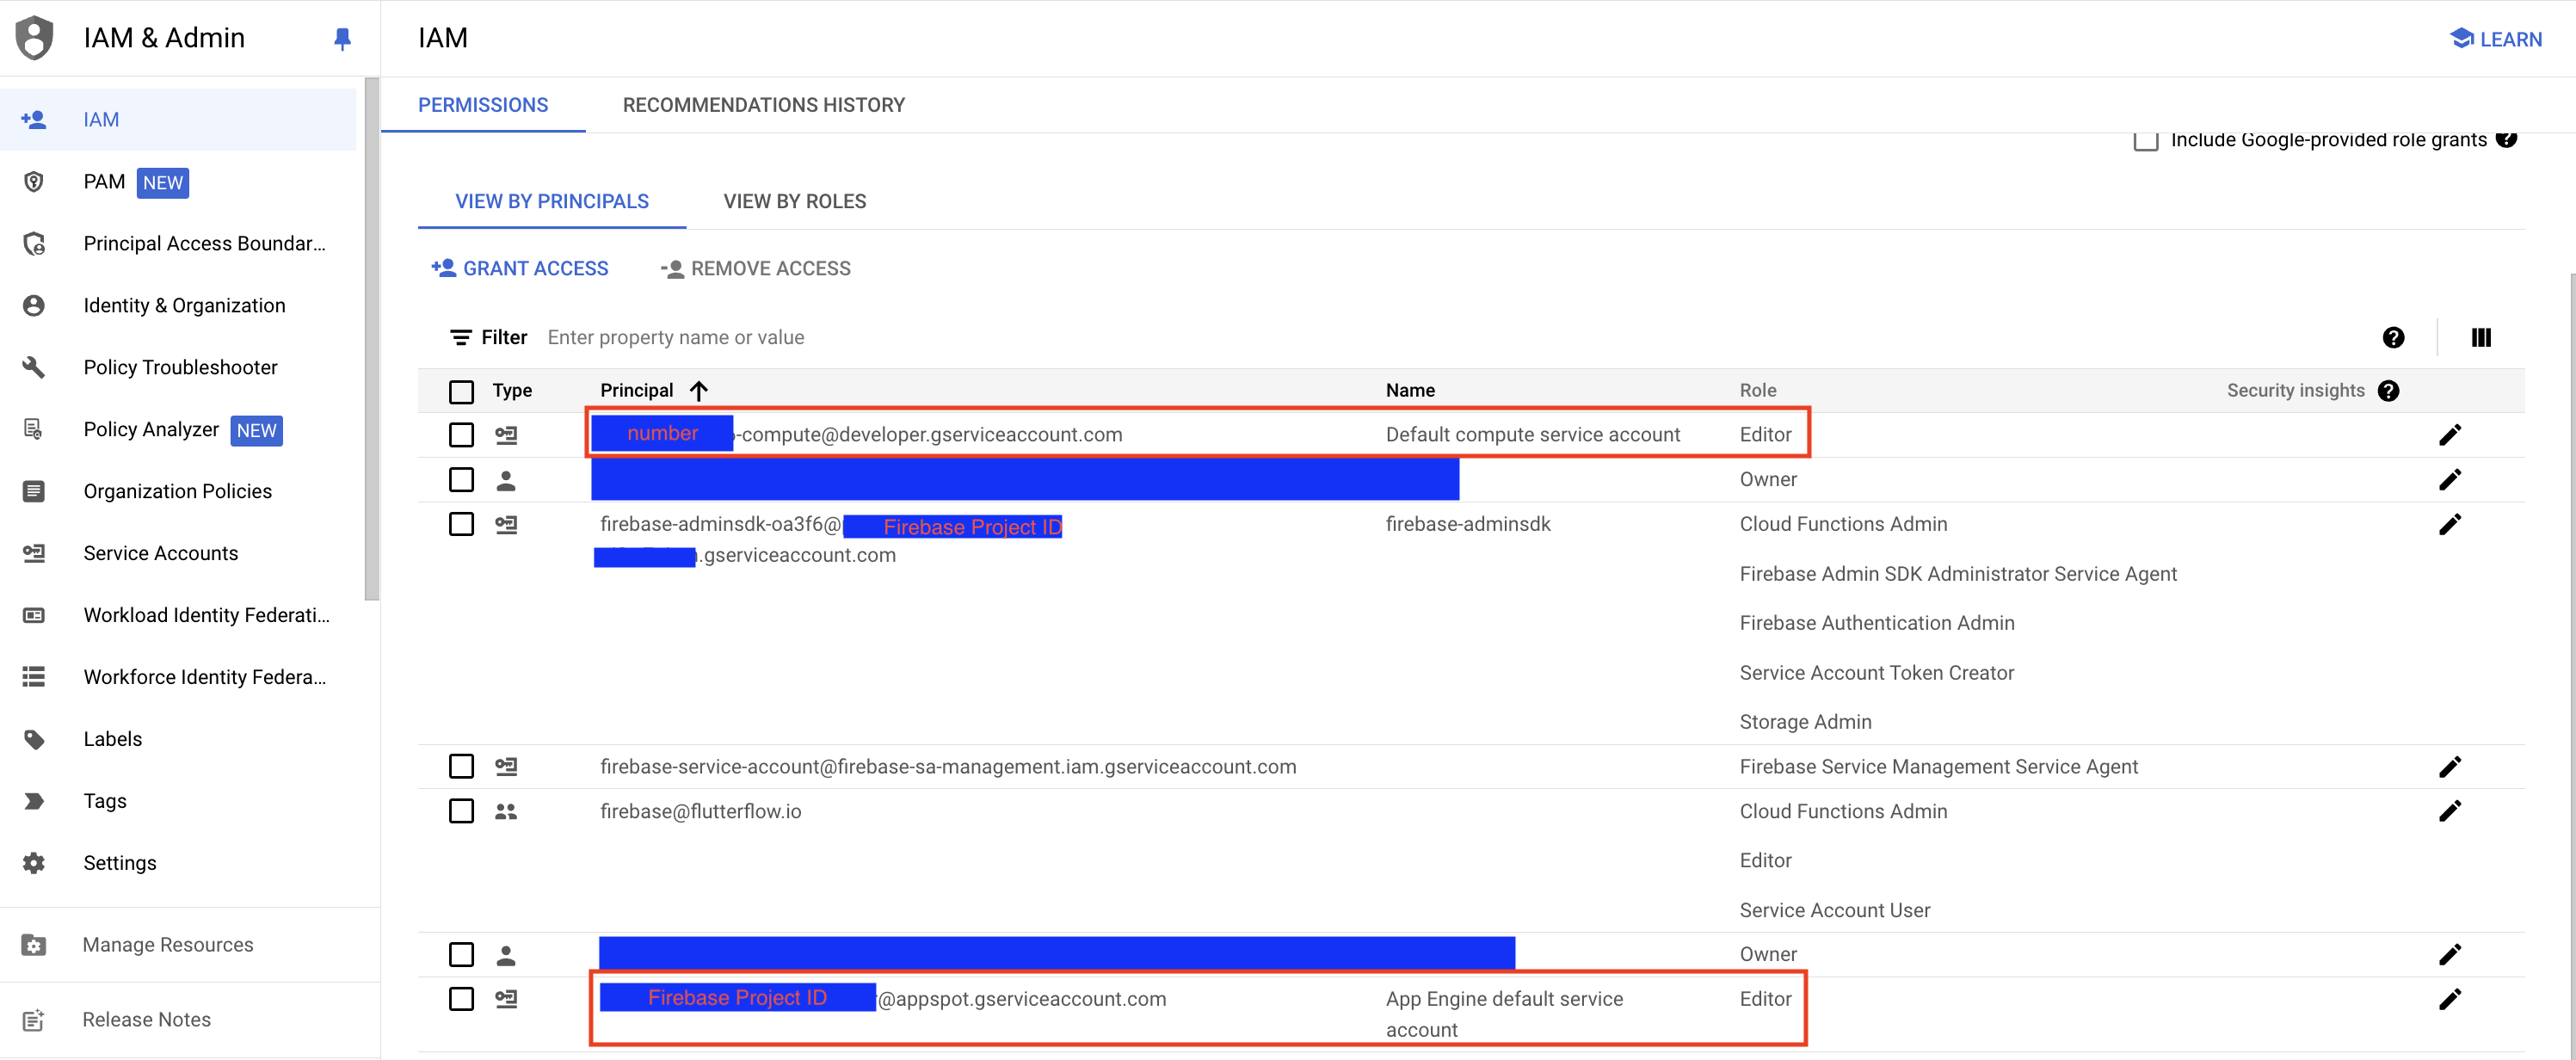 IAM & Admin
IAM
PAM NEW
Principal Access Boundar...
Identity & Organization
Policy Troubleshooter
Policy Analyzer NEW
Organization Policies
Service Accounts
Workload Identity Federati...
Workforce Identity Federa...
Labels
Tags
Settings
Manage Resources
Release Notes
IAM
LEARN
PERMISSIONS RECOMMENDATIONS HISTORY
Include Google-provided role grants
VIEW BY PRINCIPALS VIEW BY ROLES
GRANT ACCESS REMOVE ACCESS
Filter Enter property name or value
Type Principal Name Role Security insights
number -compute@developer.gserviceaccount.com Default compute service account Editor
Owner
firebase-adminsdk-oa3f6@ Firebase Project ID firebase-adminsdk Cloud Functions Admin
.gserviceaccount.com
Firebase Admin SDK Administrator Service Agent
Firebase Authentication Admin
Service Account Token Creator
Storage Admin
firebase-service-account@firebase-sa-management.iam.gserviceaccount.com Firebase Service Management Service Agent
firebase@flutterflow.io Cloud Functions Admin
Editor
Service Account User
Owner
Firebase Project ID @appspot.gserviceaccount.com App Engine default service Editor
account